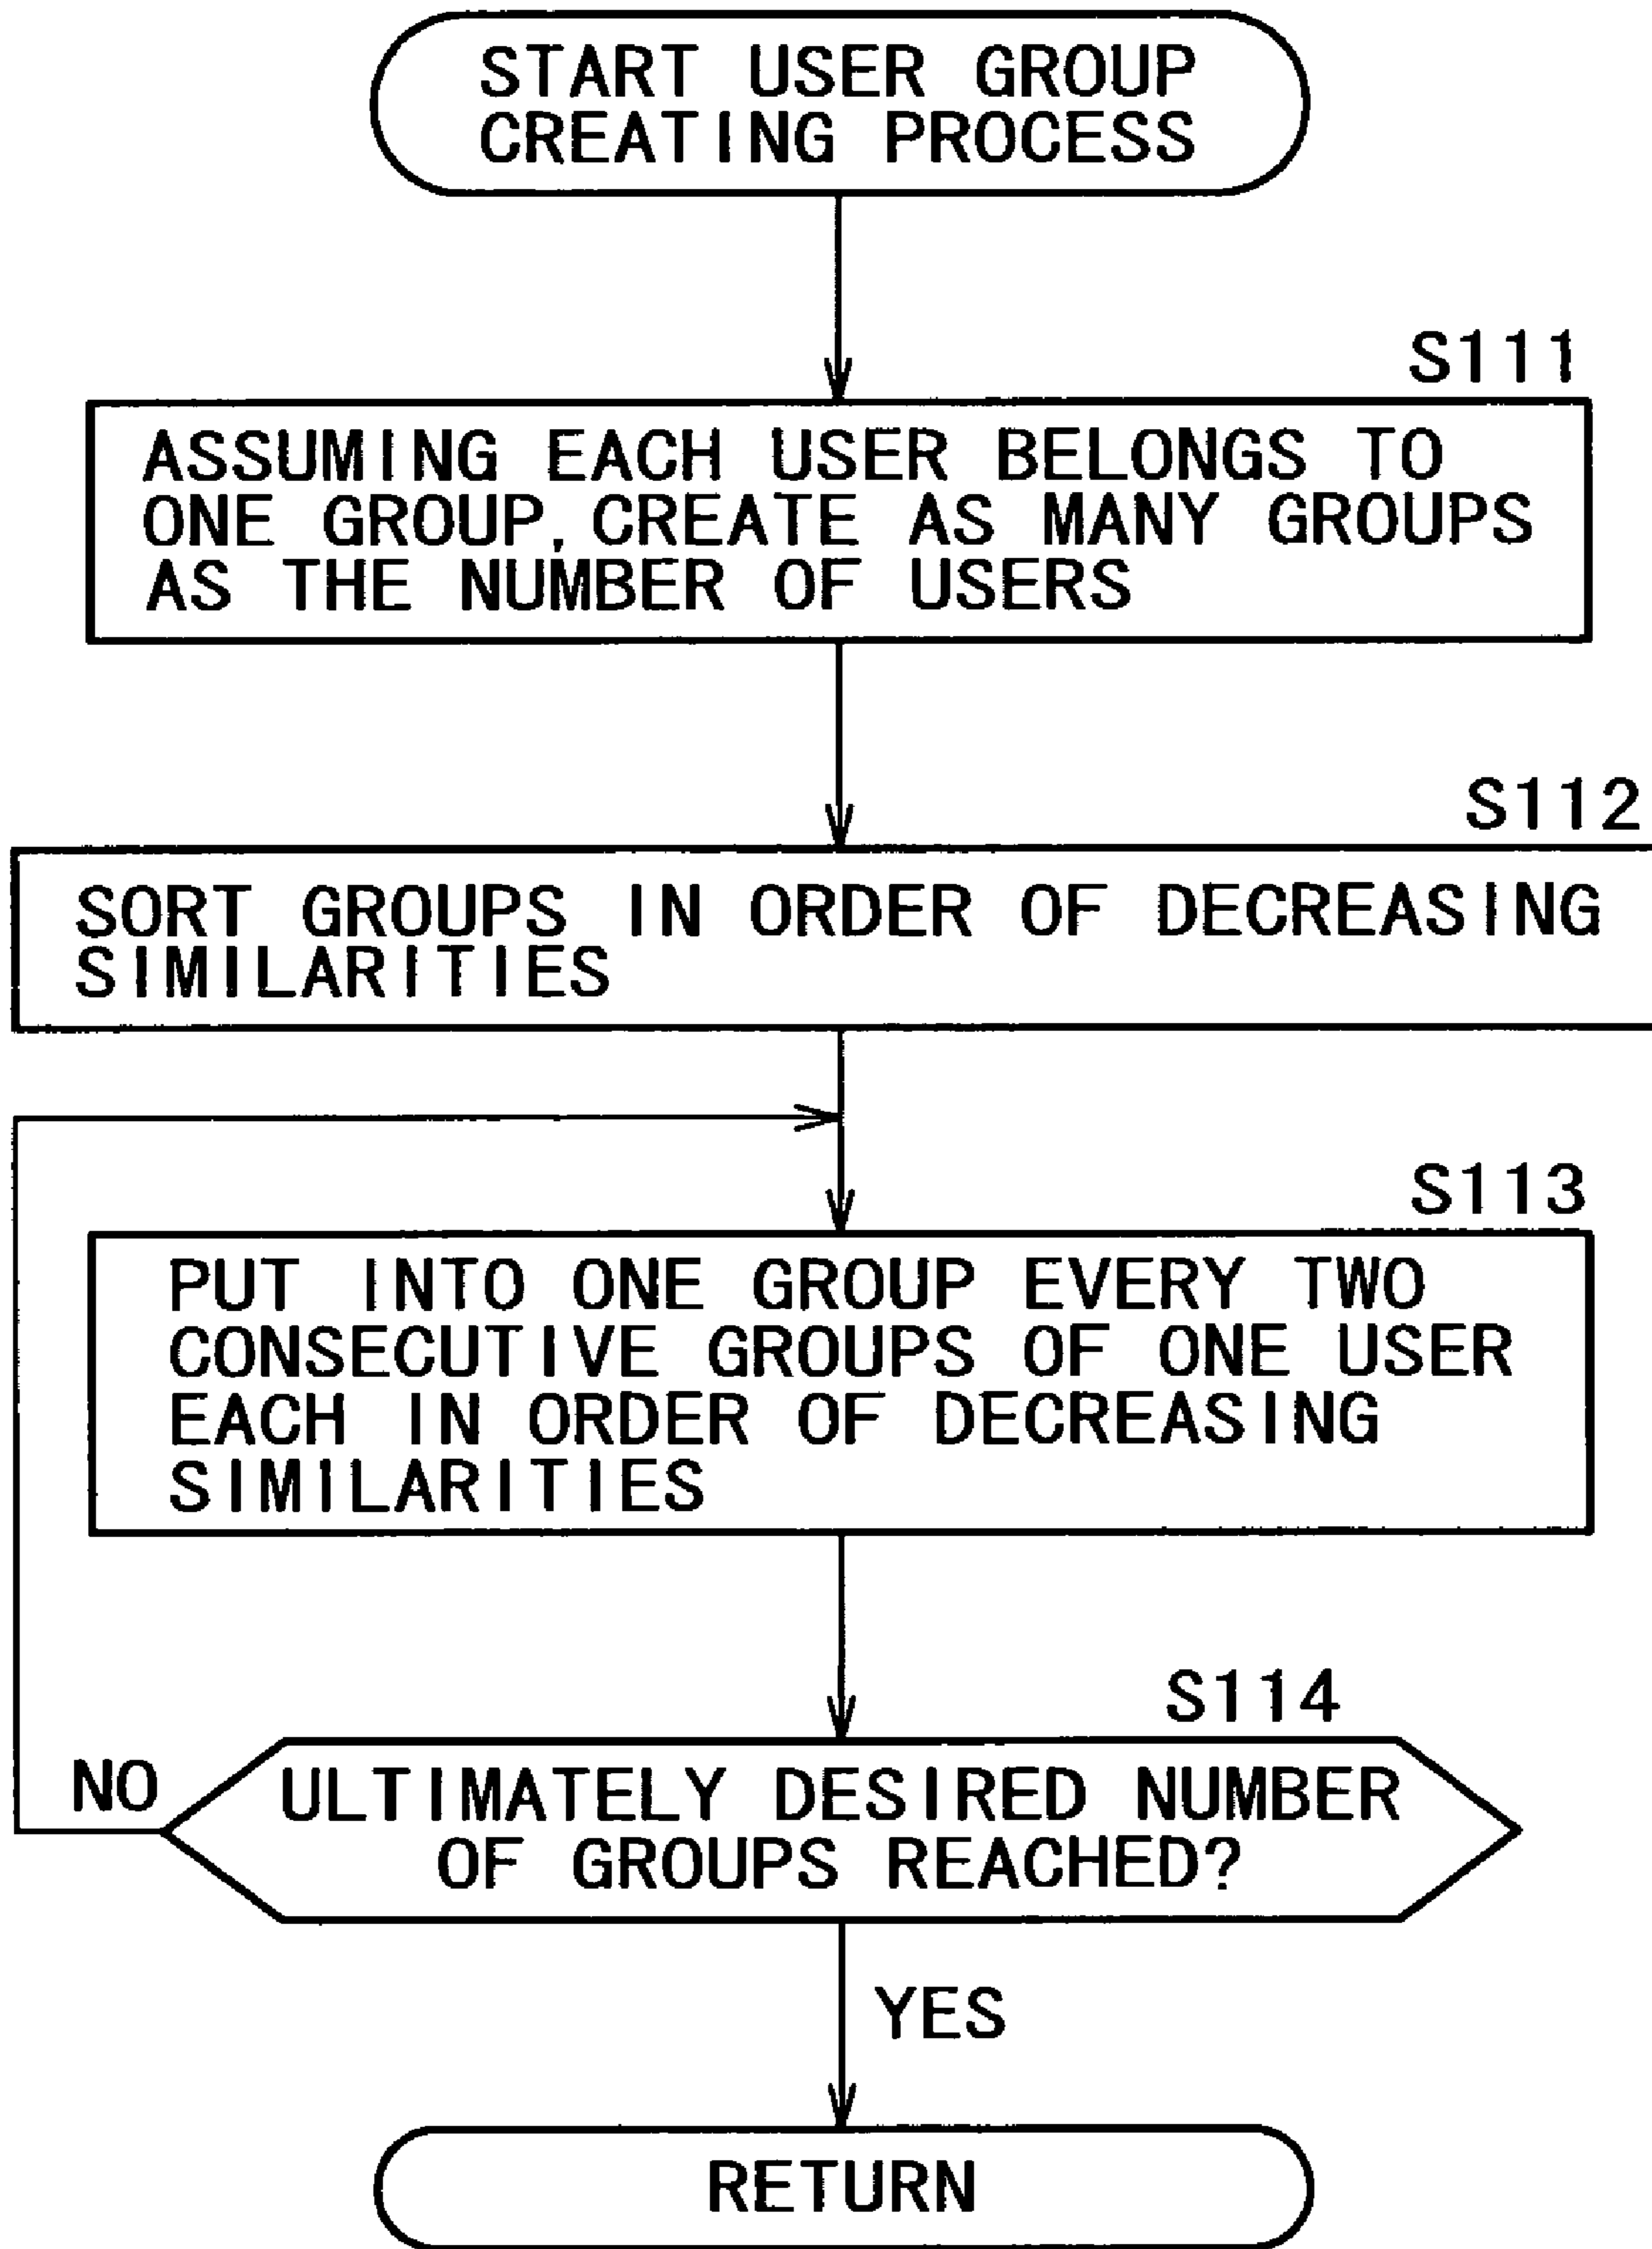 START USER GROUP
CREATING PROCESS
S111
ASSUMING EACH USER BELONGS TO
ONE GROUP, CREATE AS MANY GROUPS
AS THE NUMBER OF USERS
S112
SORT GROUPS IN ORDER OF DECREASING
SIMILARITIES
S113
PUT INTO ONE GROUP EVERY TWO
CONSECUTIVE GROUPS OF ONE USER
EACH IN ORDER OF DECREASING
SIMILARITIES
S114
NO
ULTIMATELY DESIRED NUMBER
OF GROUPS REACHED?
YES
RETURN